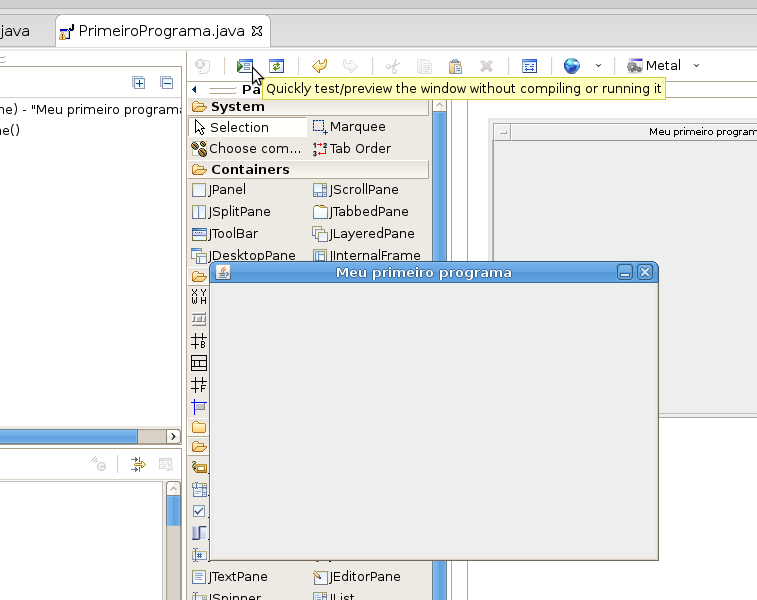 java
PrimeiroPrograma.java
Metal
Quickly test/preview the window without compiling or running it
Pa
ne) - "Meu primeiro programa
ne()
System
Selection
Marquee
Choose com...
Tab Order
Containers
JPanel
JScrollPane
JSplitPane
JTabbedPane
JToolBar
JLayeredPane
JDesktopPane
JInternalFrame
Meu primeiro program
Meu primeiro programa
JTextPane
JEditorPane
JSpinner
JList